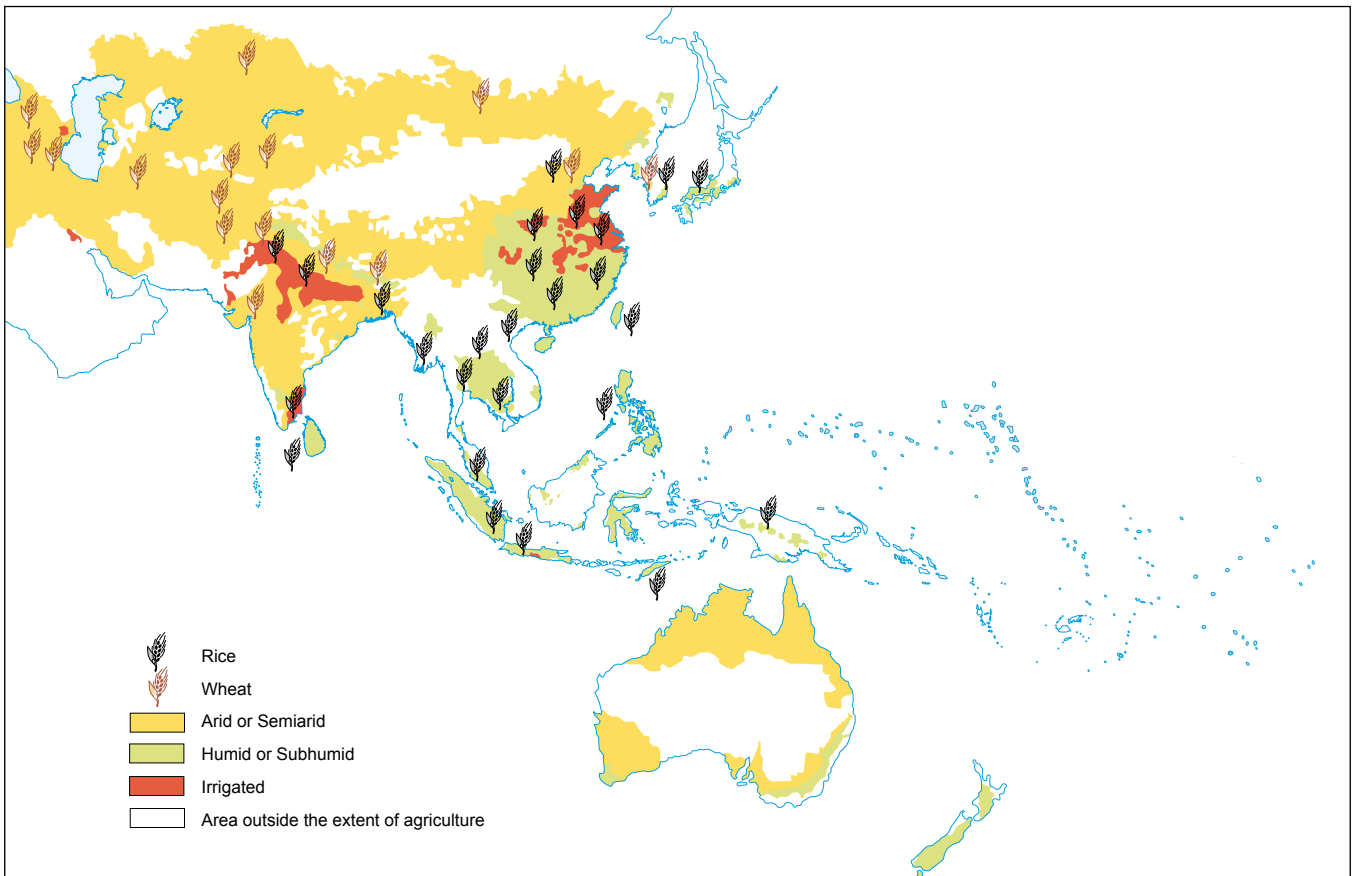 Rice
Wheat
Arid or Semiarid
Humid or Subhumid
Irrigated
Area outside the extent of agriculture